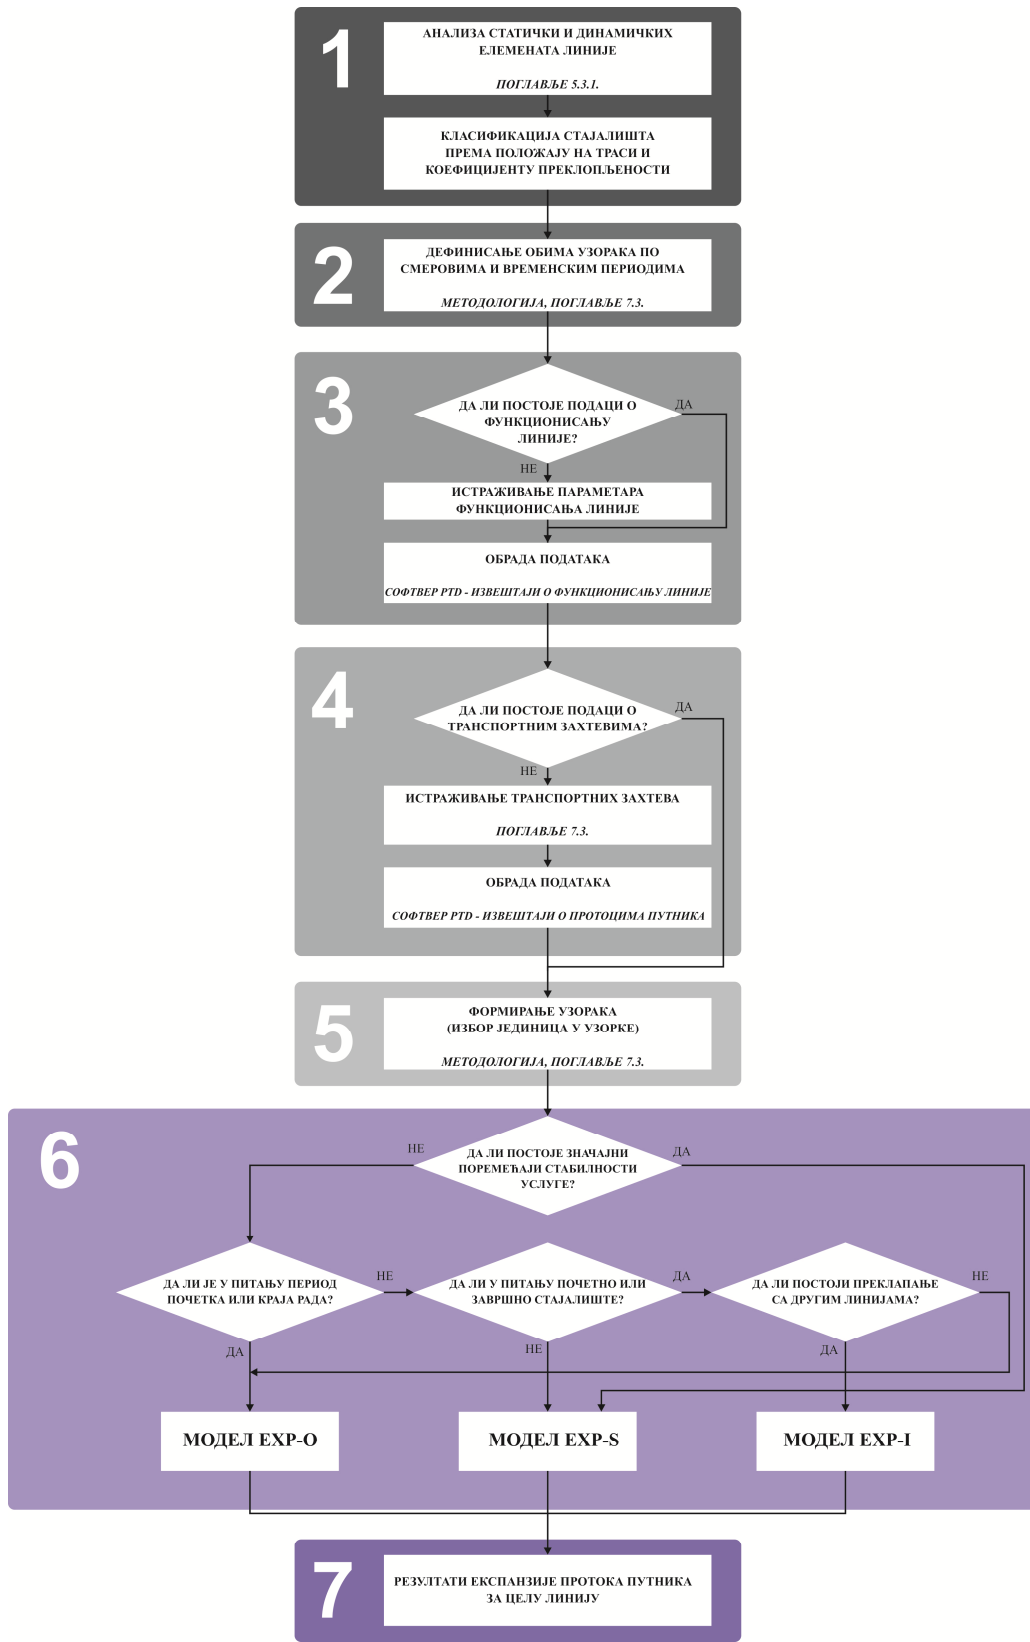 1
АНАЛИЗА СТАТИЧКИ И ДИНАМИЧКИХ
ЕЛЕМЕНАТА ЛИНИЈЕ
ПОГЛАВЉЕ 5.3.1.
КЛАСИФИКАЦИЈА СТАЈАЛИШТА
ПРЕМА ПОЛОЖАЈУ НА ТРАСИ И
КОЕФИЦИЈЕНТУ ПРЕКЛОПЉЕНОСТИ
2
ДЕФИНИСАЊЕ ОБИМА УЗОРАКА ПО
СМЕРОВИМА И ВРЕМЕНСКИМ ПЕРИОДИМА
МЕТОДОЛОГИЈА, ПОГЛАВЉЕ 7.3.
3
ДА ЛИ ПОСТОЈЕ ПОДАЦИ О
ФУНКЦИОНИСАЊУ
ЛИНИЈЕ?
ДА
НЕ
ИСТРАЖИВАЊЕ ПАРАМЕТАРА
ФУНКЦИОНИСАЊА ЛИНИЈЕ
ОБРАДА ПОДАТАКА
СОФТВЕР PTD - ИЗВЕШТАЈИ О ФУНКЦИОНИСАЊУ ЛИНИЈЕ
4
ДА ЛИ ПОСТОЈЕ ПОДАЦИ О
ТРАНСПОРТНИМ ЗАХТЕВИМА?
ДА
НЕ
ИСТРАЖИВАЊЕ ТРАНСПОРТНИХ ЗАХТЕВА
ПОГЛАВЉЕ 7.3.
ОБРАДА ПОДАТАКА
СОФТВЕР PTD - ИЗВЕШТАЈИ О ПРОТОЦИМА ПУТНИКА
5
ФОРМИРАЊЕ УЗОРАКА
(ИЗБОР ЈЕДИНИЦА У УЗОРКЕ)
МЕТОДОЛОГИЈА, ПОГЛАВЉЕ 7.3.
6
НЕ
ДА ЛИ ПОСТОЈЕ ЗНАЧАЈНИ
ПОРЕМЕЋАЈИ СТАБИЛНОСТИ
УСЛУГЕ?
ДА
ДА ЛИ ЈЕ У ПИТАЊУ ПЕРИОД
ПОЧЕТКА ИЛИ КРАЈА РАДА?
НЕ
ДА ЛИ У ПИТАЊУ ПОЧЕТНО ИЛИ
ЗАВРШНО СТАЈАЛИШТЕ?
ДА
ДА ЛИ ПОСТОЈИ ПРЕКЛАПАЊЕ
СА ДРУГИМ ЛИНИЈАМА?
НЕ
ДА
НЕ
ДА
МОДЕЛ EXP-O
МОДЕЛ EXP-S
МОДЕЛ EXP-I
7
РЕЗУЛТАТИ ЕКСПАНЗИЈЕ ПРОТОКА ПУТНИКА
ЗА ЦЕЛУ ЛИНИЈУ